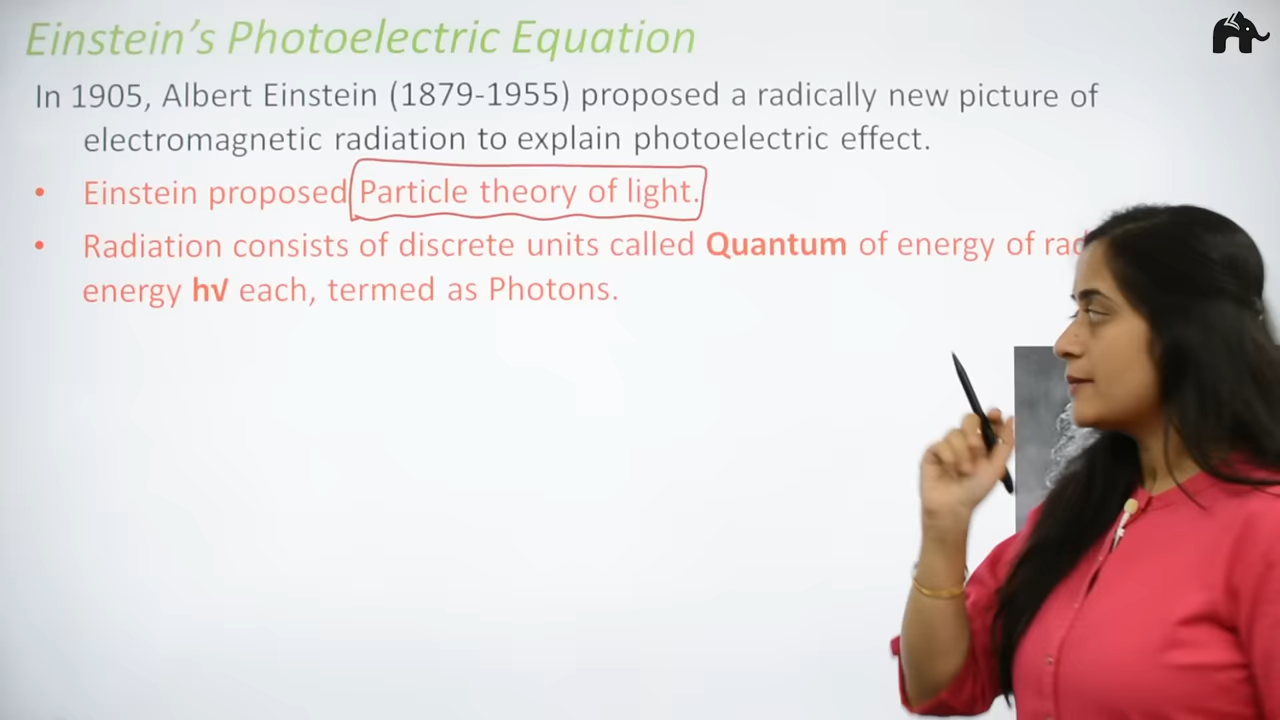 Einstein's Photoelectric Equation
In 1905, Albert Einstein (1879-1955) proposed a radically new picture of
electromagnetic radiation to explain photoelectric effect.
• Einstein proposed Particle theory of light.
• Radiation consists of discrete units called Quantum of energy of
energy h√ each, termed as Photons.